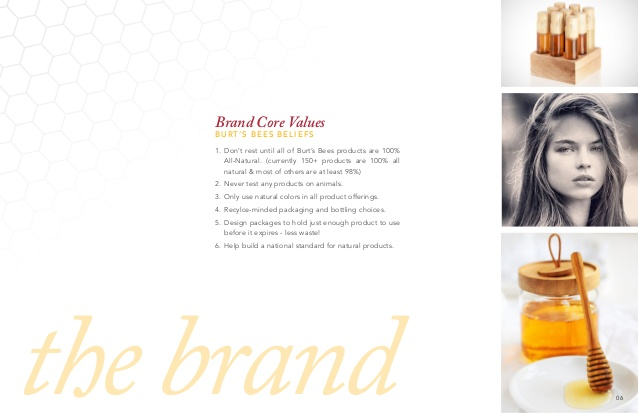 Brand Core Values
BURT'S BEES BELIEFS
1. Don't rest until all of Burt's Bees products are 100%
All-Natural. (currently 150+ products are 100% all
natural & most of others are at least 98%)
2. Never test any products on animals.
3. Only use natural colors in all product offerings.
4. Recylce-minded packaging and bottling choices.
5. Design packages to hold just enough product to use
before it expires - less waste!
6. Help build a national standard for natural products.
the brand
06